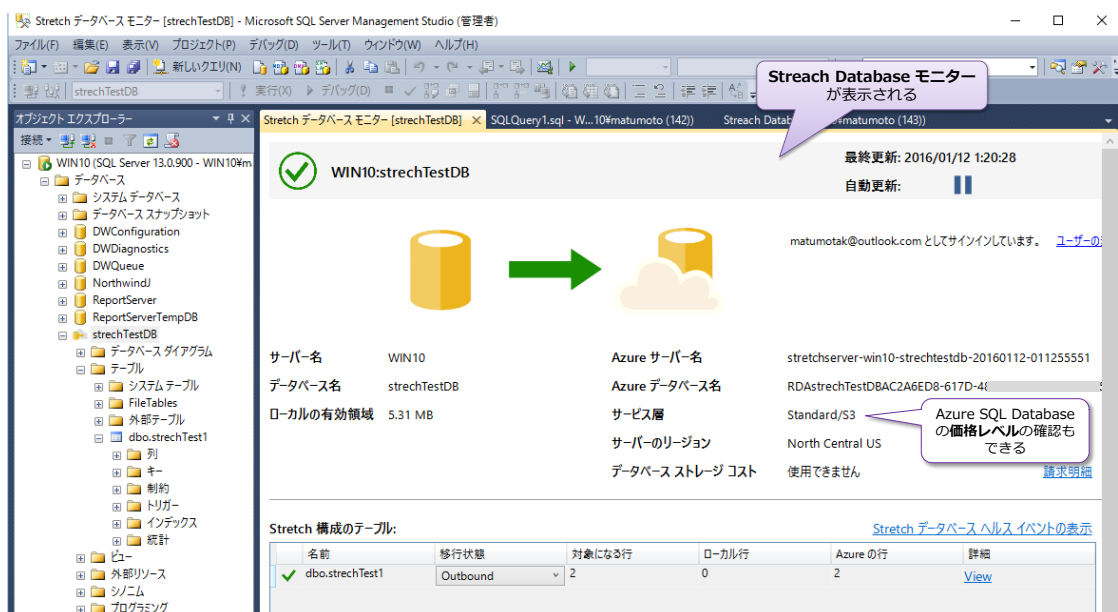 Stretch データベース モニター [strechTestDB] - Microsoft SQL Server Management Studio (管理者)
ファイル(F) 編集(E) 表示(V) プロジェクト(P) デバッグ(D) ツール(T) ウィンドウ(W) ヘルプ(H)
新しいクエリ(N)
strechTestDB
実行(X) デバッグ(D)
Streach Database モニター
が表示される
オブジェクト エクスプローラー
接続
WIN10 (SQL Server 13.0.900 - WIN10¥m
データベース
システム データベース
データベース スナップショット
DWConfiguration
DWDiagnostics
DWQueue
NorthwindJ
ReportServer
ReportServerTempDB
strechTestDB
データベース ダイアグラム
テーブル
システム テーブル
FileTables
外部テーブル
dbo.strechTest1
列
キー
制約
トリガー
インデックス
統計
ビュー
外部リソース
シノニム
プログラミング
Stretch データベース モニター [strechTestDB]
SQLQuery1.sql - W...10¥matumoto (142))
Streach Datab ¥matumoto (143))
WIN10:strechTestDB
最終更新: 2016/01/12 1:20:28
自動更新:
matumotak@outlook.com としてサインインしています。 ユーザーの
サーバー名 WIN10
データベース名 strechTestDB
ローカルの有効領域 5.31 MB
Azure サーバー名 stretchserver-win10-strechtestdb-20160112-011255551
Azure データベース名 RDAstrechTestDBAC2A6ED8-617D-48
サービス層 Standard/S3
サーバーのリージョン North Central US
データベース ストレージ コスト 使用できません
請求明細
Azure SQL Database
の価格レベルの確認も
できる
Stretch 構成のテーブル:
Stretch データベース ヘルス イベントの表示
名前 移行状態 対象になる行 ローカル行 Azure の行 詳細
dbo.strechTest1 Outbound 2 0 2 View